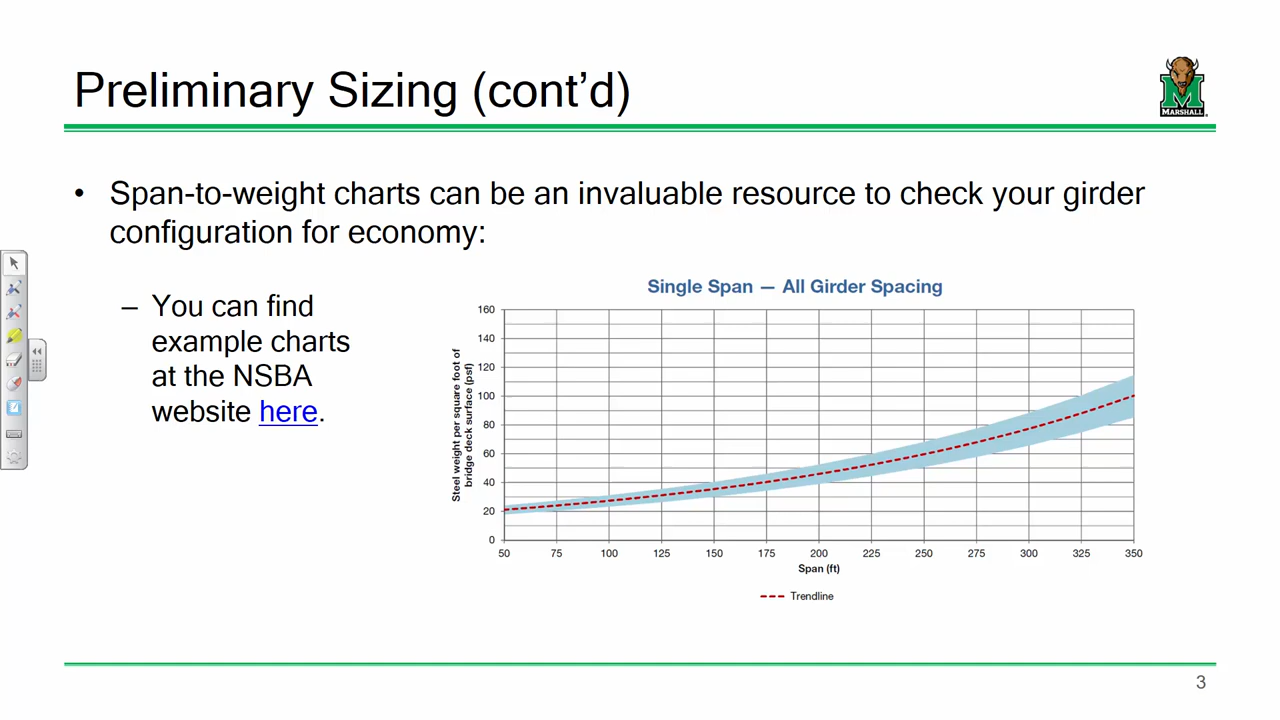 Preliminary Sizing (cont’d)
MARSHALL
• Span-to-weight charts can be an invaluable resource to check your girder
configuration for economy:
– You can find
example charts
at the NSBA
website here.
Single Span — All Girder Spacing
Steel weight per square foot of
bridge deck surface (psf)
160
140
120
100
80
60
40
20
0
50 75 100 125 150 175 200 225 250 275 300 325 350
Span (ft)
Trendline
3